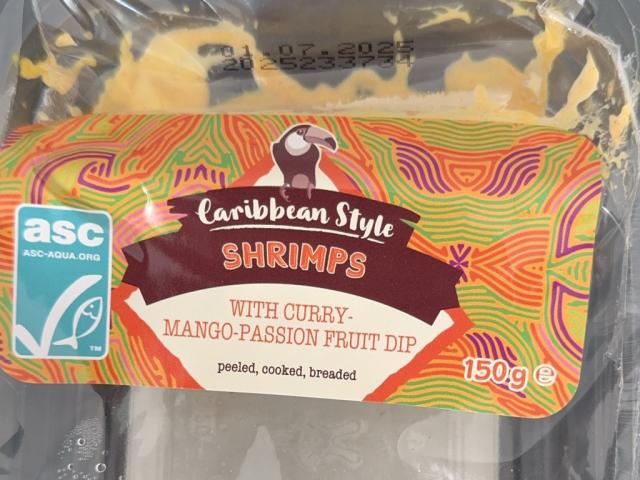 01.07.2025
2025233734
Caribbean Style
SHRIMPS
WITH CURRY-
MANGO-PASSION FRUIT DIP
peeled, cooked, breaded
150g ℮
asc
ASC-AQUA.ORG
TM